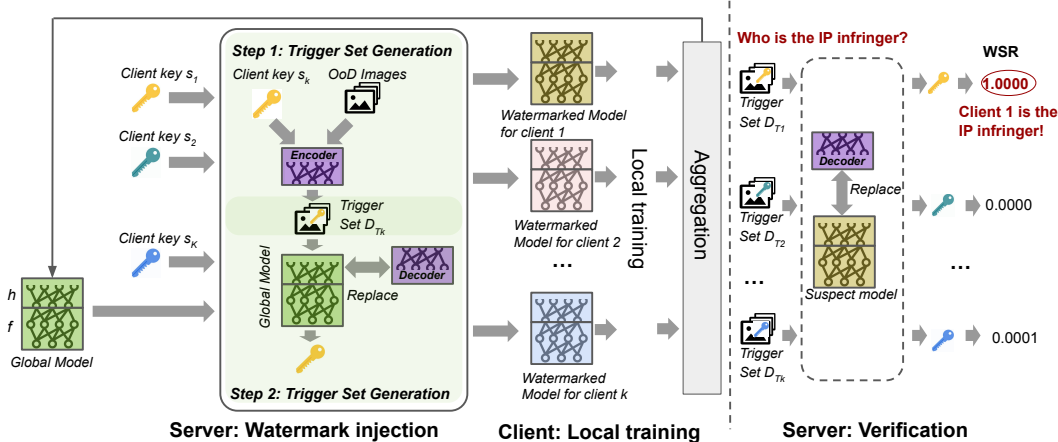 Step 1: Trigger Set Generation
Client key s1
Client key sk
OoD Images
Encoder
Client key s2
Trigger
Set DTk
Client key sK
Global Model
Decoder
Replace
h
f
Global Model
Step 2: Trigger Set Generation
Server: Watermark injection
Watermarked Model
for client 1
Watermarked
Model for client 2
...
Watermarked
Model for client k
Local training
Aggregation
Client: Local training
Who is the IP infringer?
WSR
Trigger
Set DT1
1.0000
Client 1 is the
IP infringer!
Decoder
Replace
Trigger
Set DT2
0.0000
...
...
Suspect model
Trigger
Set DTk
0.0001
Server: Verification